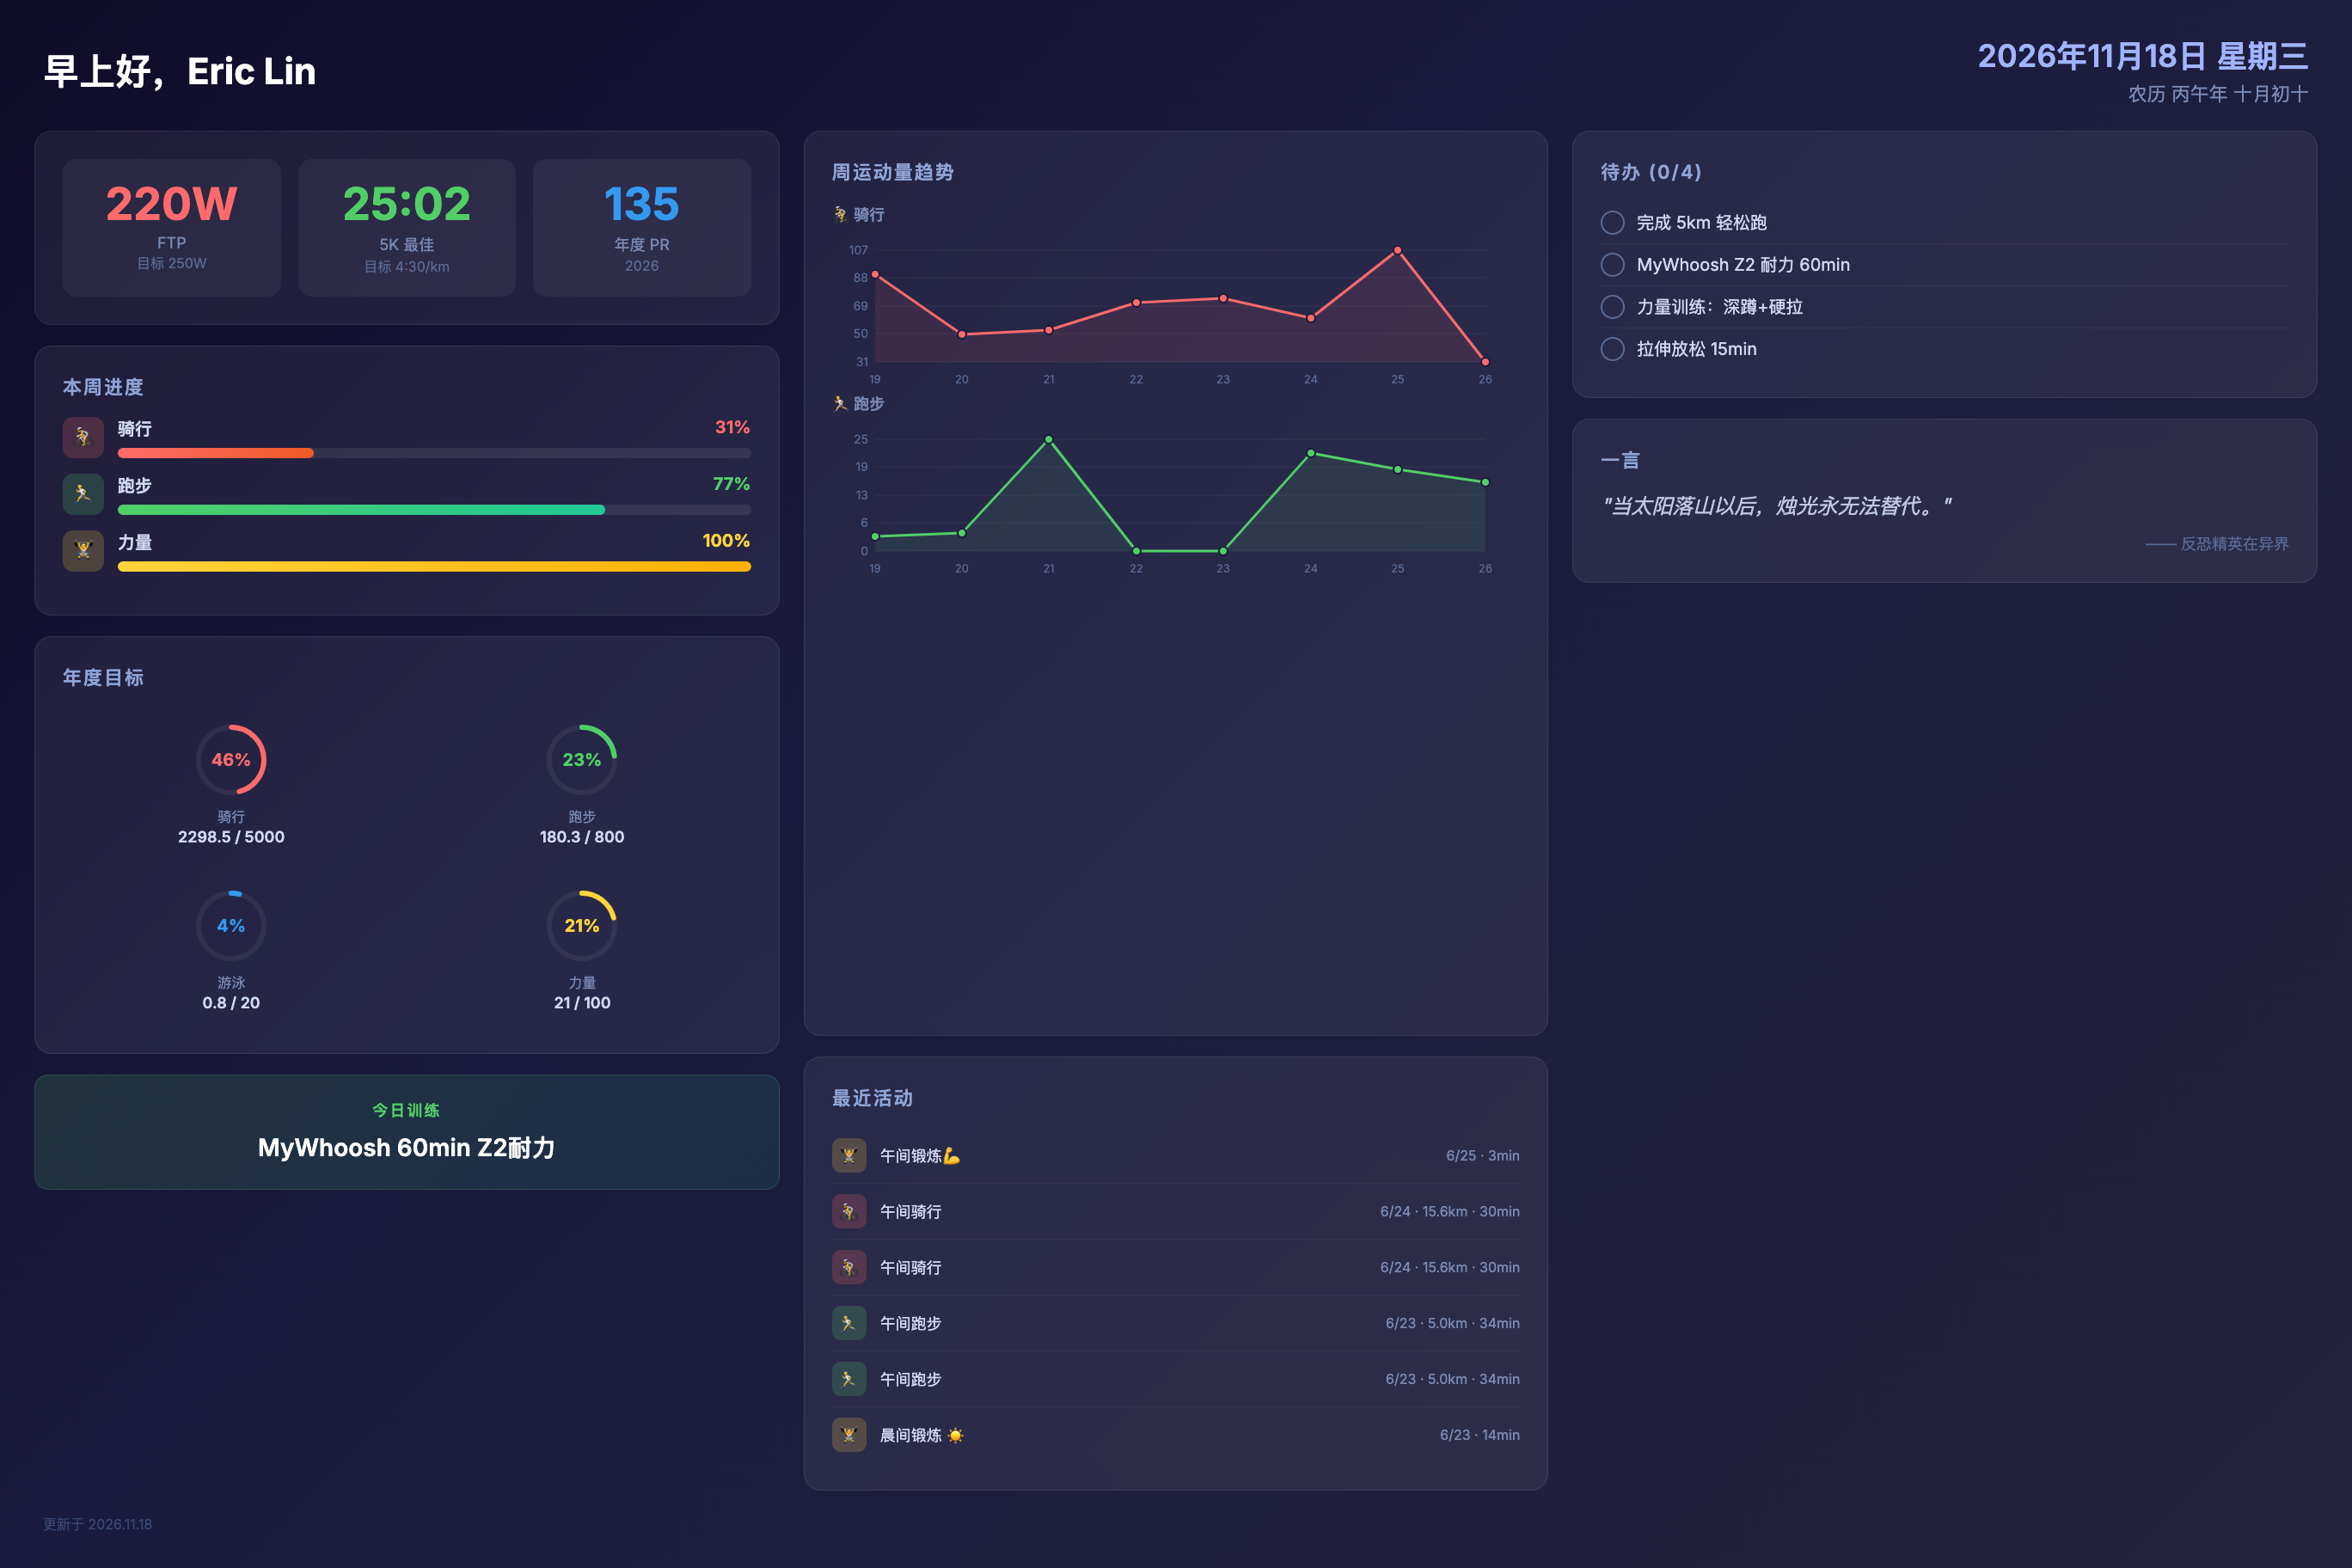 早上好，Eric Lin
2026年11月18日 星期三
农历 丙午年 十月初十
220W
FTP
目标 250W
25:02
5K 最佳
目标 4:30/km
135
年度 PR
2026
本周进度
骑行 31%
跑步 77%
力量 100%
年度目标
46%
骑行
2298.5 / 5000
23%
跑步
180.3 / 800
4%
游泳
0.8 / 20
21%
力量
21 / 100
今日训练
MyWhoosh 60min Z2耐力
周运动量趋势
🚴 骑行
107
88
69
50
31
19 20 21 22 23 24 25 26
🏃 跑步
25
19
13
6
0
19 20 21 22 23 24 25 26
最近活动
午间锻炼💪 6/25 · 3min
午间骑行 6/24 · 15.6km · 30min
午间骑行 6/24 · 15.6km · 30min
午间跑步 6/23 · 5.0km · 34min
午间跑步 6/23 · 5.0km · 34min
晨间锻炼 ☀️ 6/23 · 14min
待办 (0/4)
完成 5km 轻松跑
MyWhoosh Z2 耐力 60min
力量训练：深蹲+硬拉
拉伸放松 15min
一言
"当太阳落山以后，烛光永无法替代。"
—— 反恐精英在异界
更新于 2026.11.18